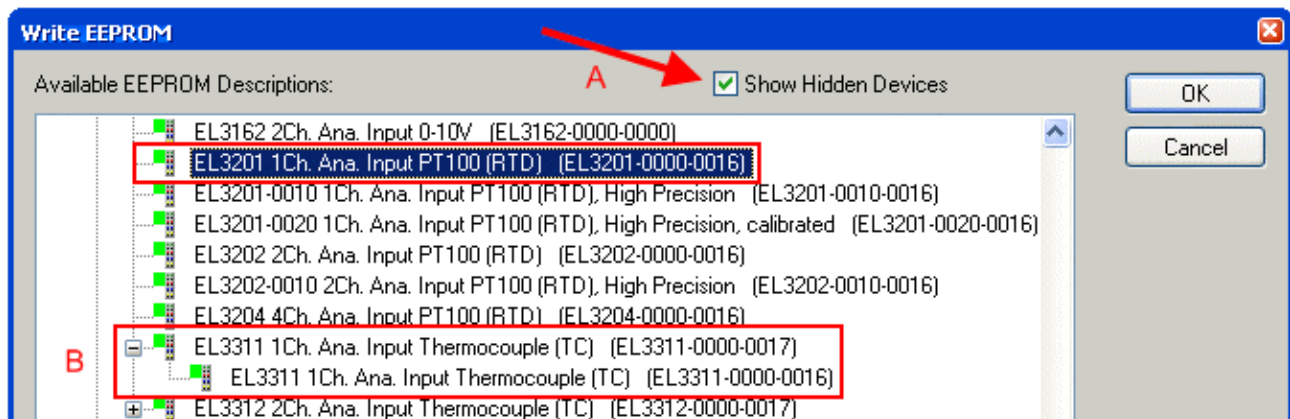 Write EEPROM
Available EEPROM Descriptions:
A
Show Hidden Devices
OK
Cancel
EL3162 2Ch. Ana. Input 0-10V (EL3162-0000-0000)
EL3201 1Ch. Ana. Input PT100 (RTD) (EL3201-0000-0016)
EL3201-0010 1Ch. Ana. Input PT100 (RTD), High Precision (EL3201-0010-0016)
EL3201-0020 1Ch. Ana. Input PT100 (RTD), High Precision, calibrated (EL3201-0020-0016)
EL3202 2Ch. Ana. Input PT100 (RTD) (EL3202-0000-0016)
EL3202-0010 2Ch. Ana. Input PT100 (RTD), High Precision (EL3202-0010-0016)
EL3204 4Ch. Ana. Input PT100 (RTD) (EL3204-0000-0016)
B
EL3311 1Ch. Ana. Input Thermocouple (TC) (EL3311-0000-0017)
EL3311 1Ch. Ana. Input Thermocouple (TC) (EL3311-0000-0016)
EL3312 2Ch. Ana. Input Thermocouple (TC) (EL3312-0000-0017)